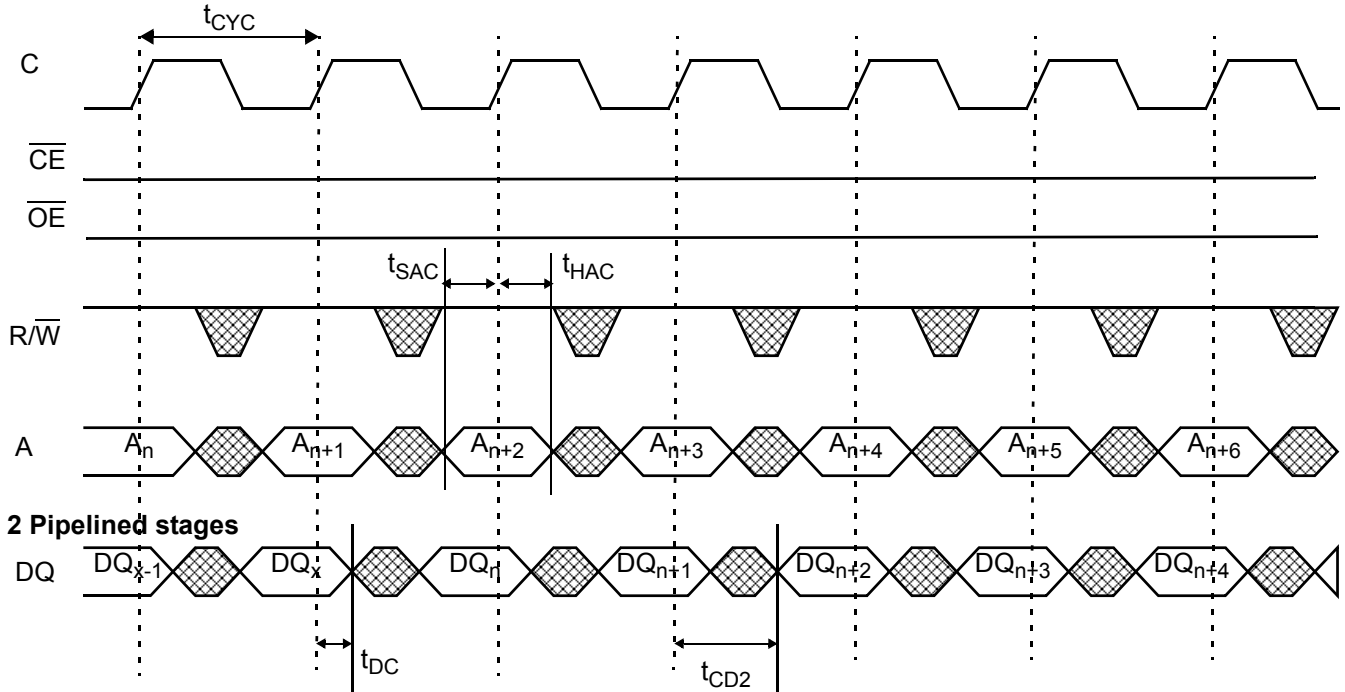 tCYC
C
CE
OE
tSAC tHAC
R/W
A An An+1 An+2 An+3 An+4 An+5 An+6
2 Pipelined stages
DQ DQx-1 DQx DQn DQn+1 DQn+2 DQn+3 DQn+4
tDC tCD2